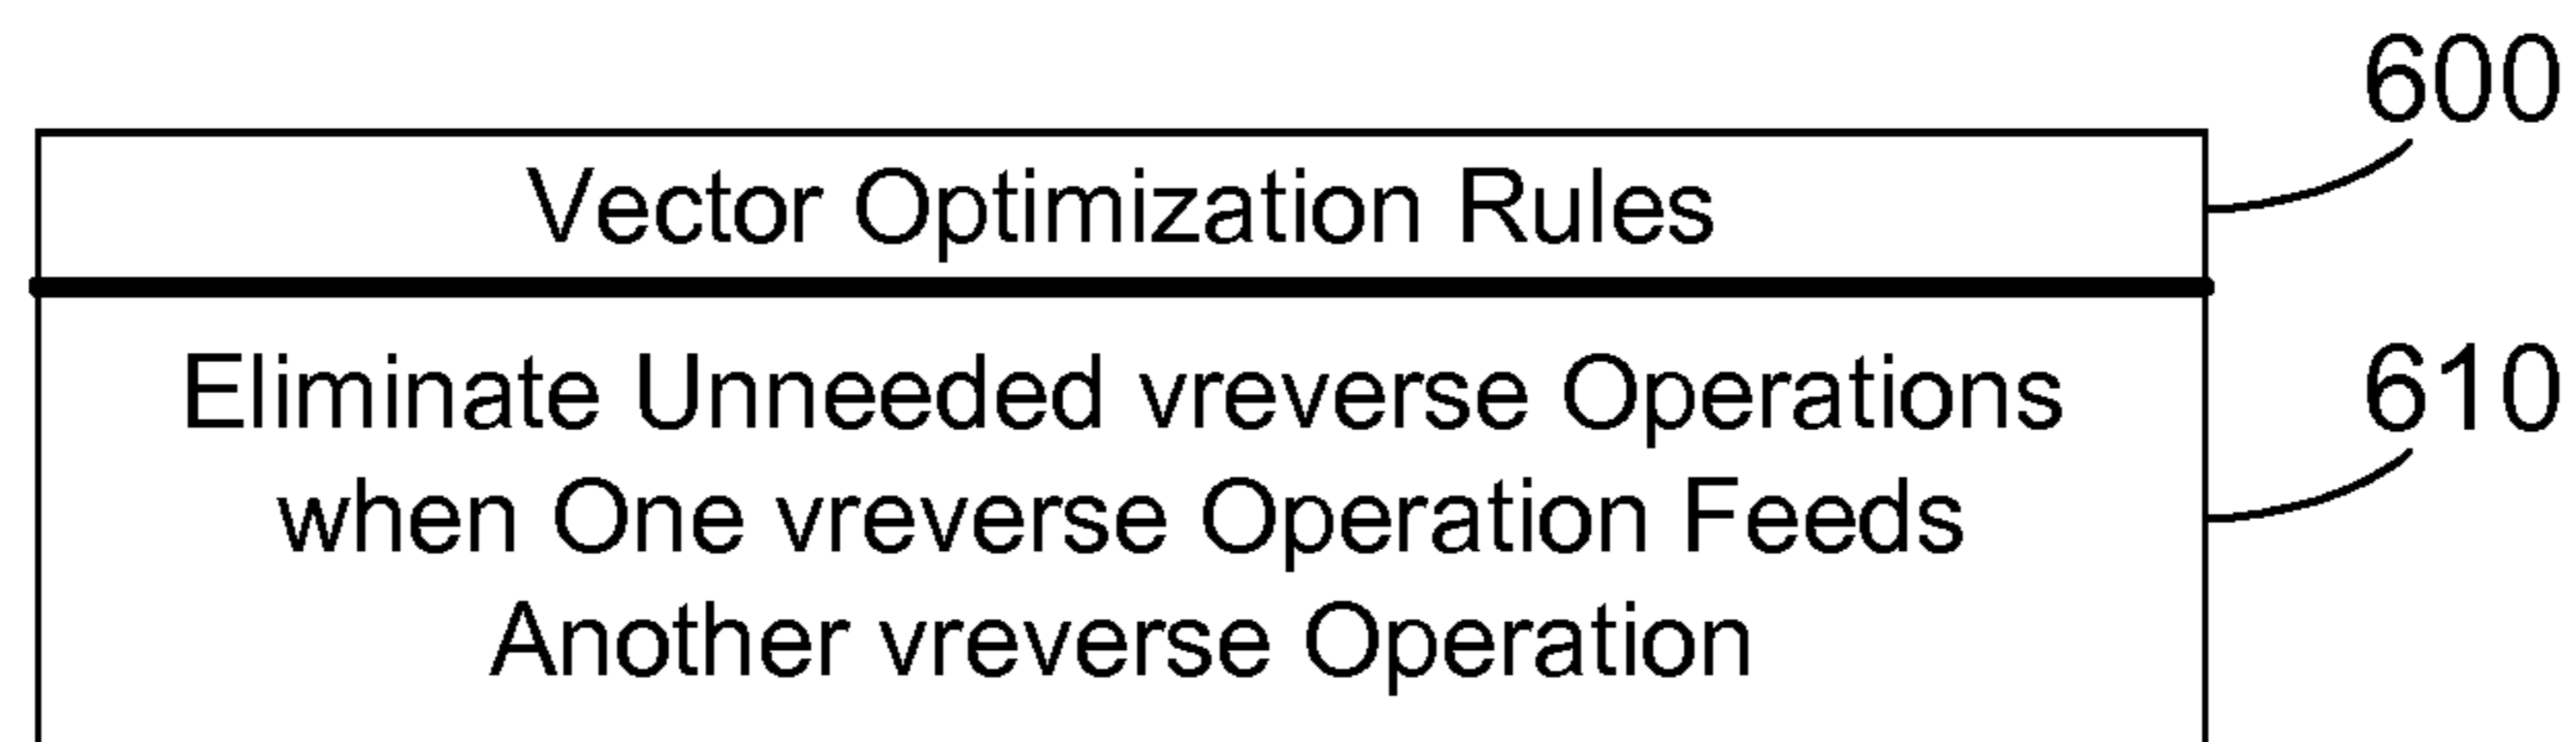 600
Vector Optimization Rules
Eliminate Unneeded vreverse Operations
610
when One vreverse Operation Feeds
Another vreverse Operation